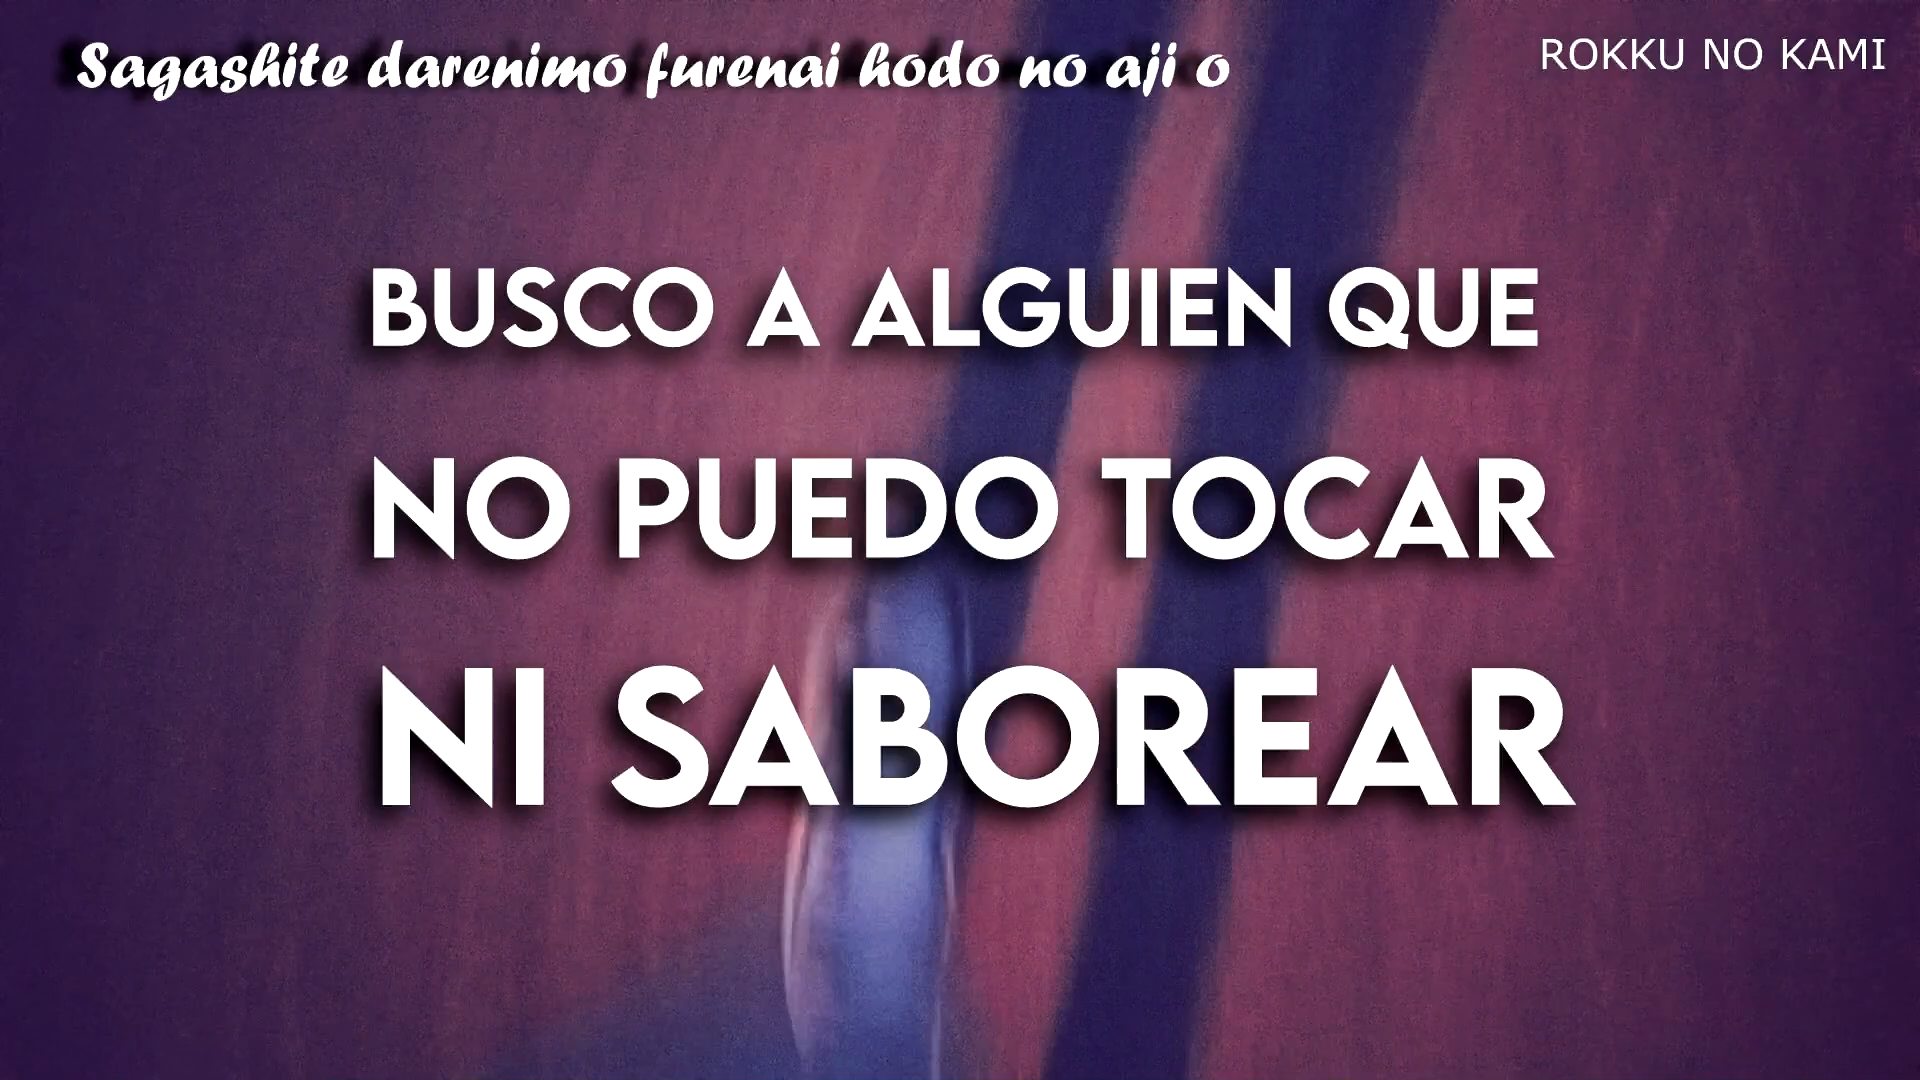 Sagashite darenimo furenai hodo no aji o
ROKKU NO KAMI
BUSCO A ALGUIEN QUE
NO PUEDO TOCAR
NI SABOREAR